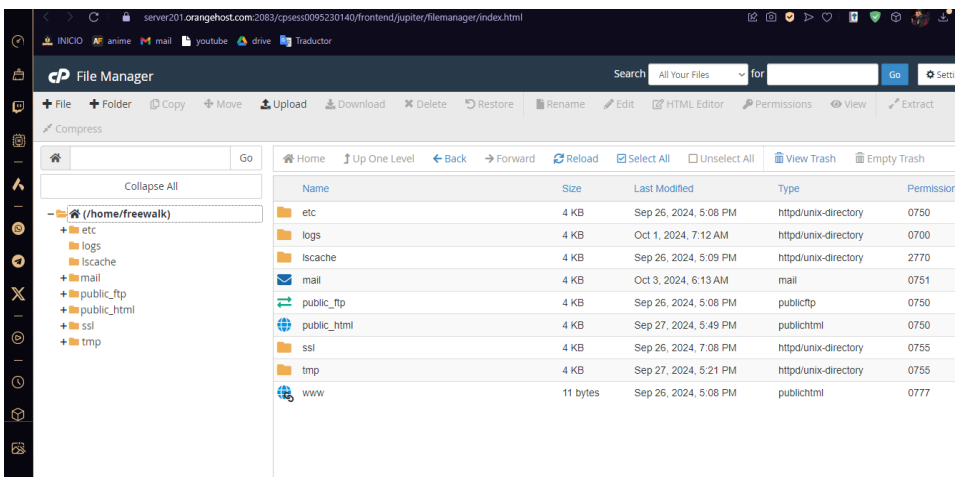 server201.orangehost.com:2083/cpsess0095230140/frontend/jupiter/filemanager/index.html
INICIO AF anime mail youtube drive Traductor
cP File Manager Search All Your Files for Go Setti
File Folder Copy Move Upload Download Delete Restore Rename Edit HTML Editor Permissions View Extract
Compress
Go Home Up One Level Back Forward Reload Select All Unselect All View Trash Empty Trash
Collapse All
(/home/freewalk)
etc
logs
lscache
mail
public_ftp
public_html
ssl
tmp
Name Size Last Modified Type Permission
etc 4 KB Sep 26, 2024, 5:08 PM httpd/unix-directory 0750
logs 4 KB Oct 1, 2024, 7:12 AM httpd/unix-directory 0700
lscache 4 KB Sep 26, 2024, 5:09 PM httpd/unix-directory 2770
mail 4 KB Oct 3, 2024, 6:13 AM mail 0751
public_ftp 4 KB Sep 26, 2024, 5:08 PM publicftp 0750
public_html 4 KB Sep 27, 2024, 5:49 PM publichtml 0750
ssl 4 KB Sep 26, 2024, 7:08 PM httpd/unix-directory 0755
tmp 4 KB Sep 27, 2024, 5:21 PM httpd/unix-directory 0755
www 11 bytes Sep 26, 2024, 5:08 PM publichtml 0777